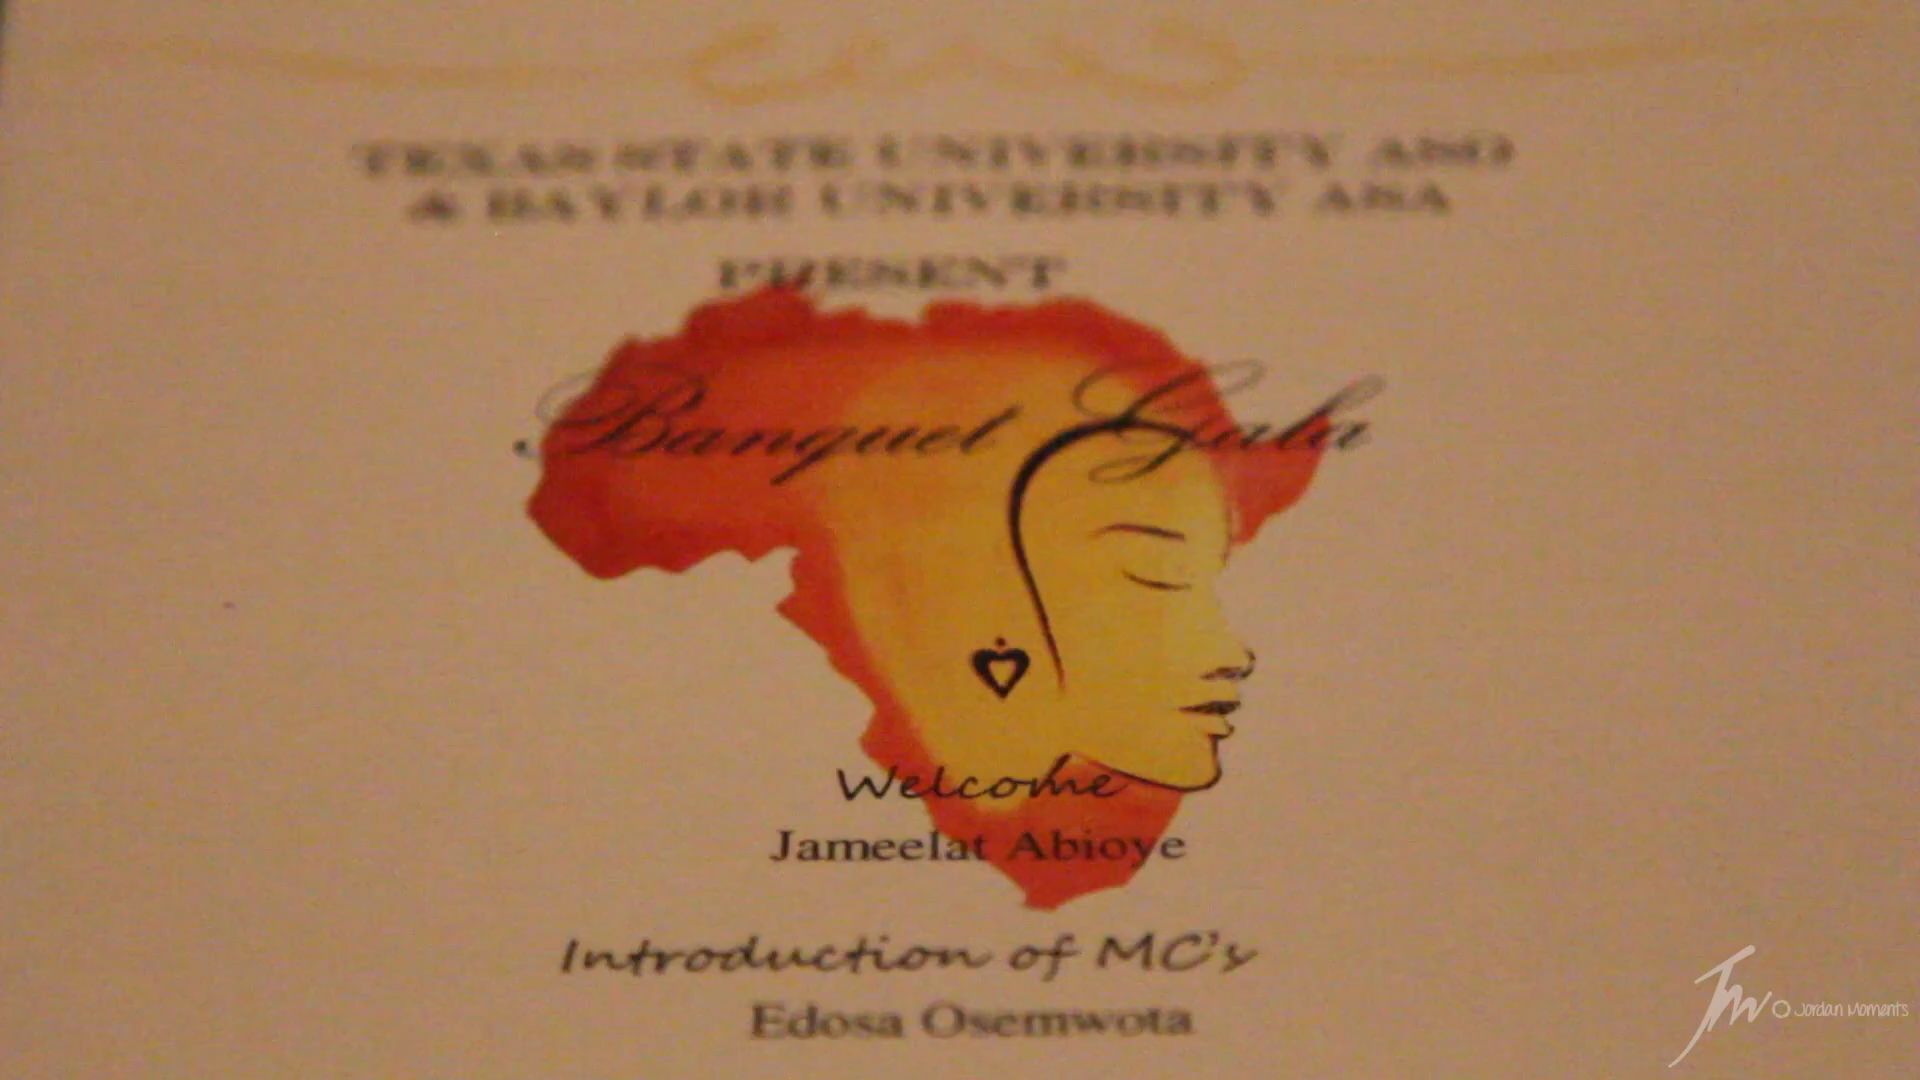 TEXAS STATE UNIVERSITY ASO
& BAYLOR UNIVERSITY ASA
PRESENT
Banquet Gala
Welcome
Jameelat Abioye
Introduction of MC's
Edosa Osemwota
Jordan Moments